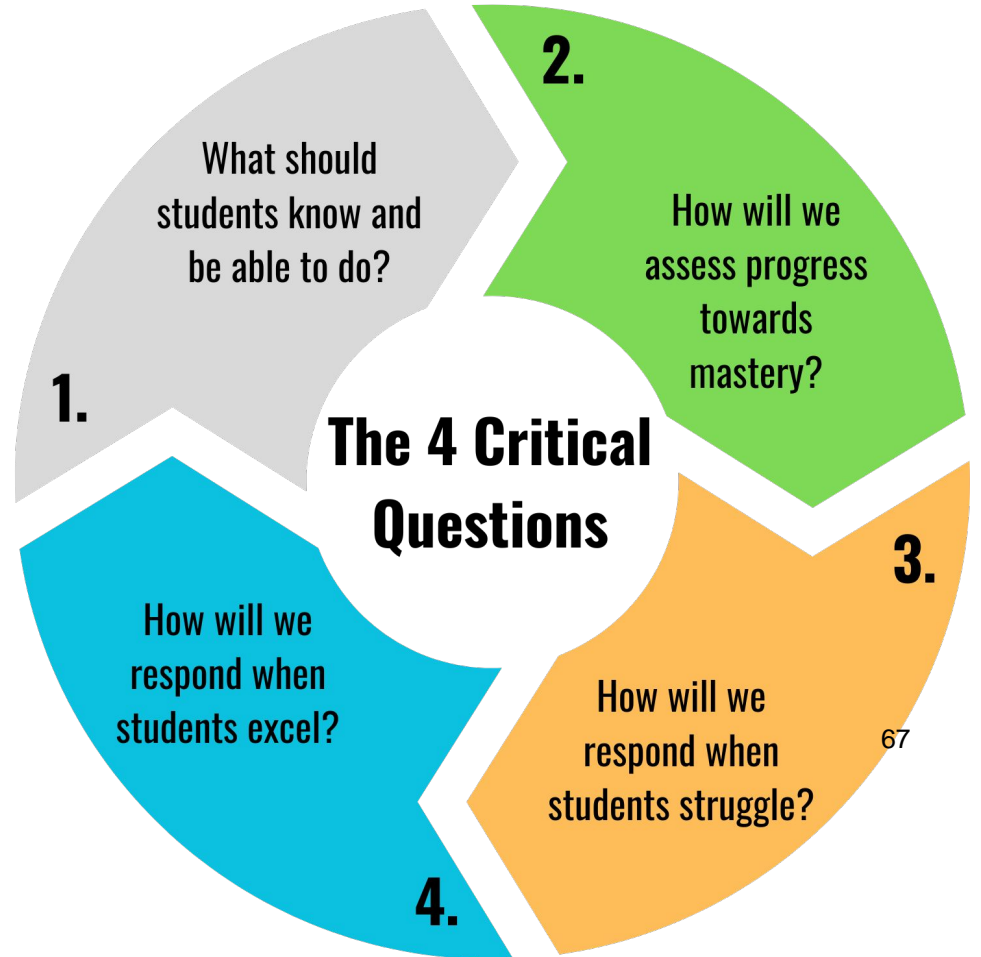 The 4 Critical
Questions
1.
What should
students know and
be able to do?
2.
How will we
assess progress
towards
mastery?
3.
How will we
respond when
students struggle?
67
4.
How will we
respond when
students excel?